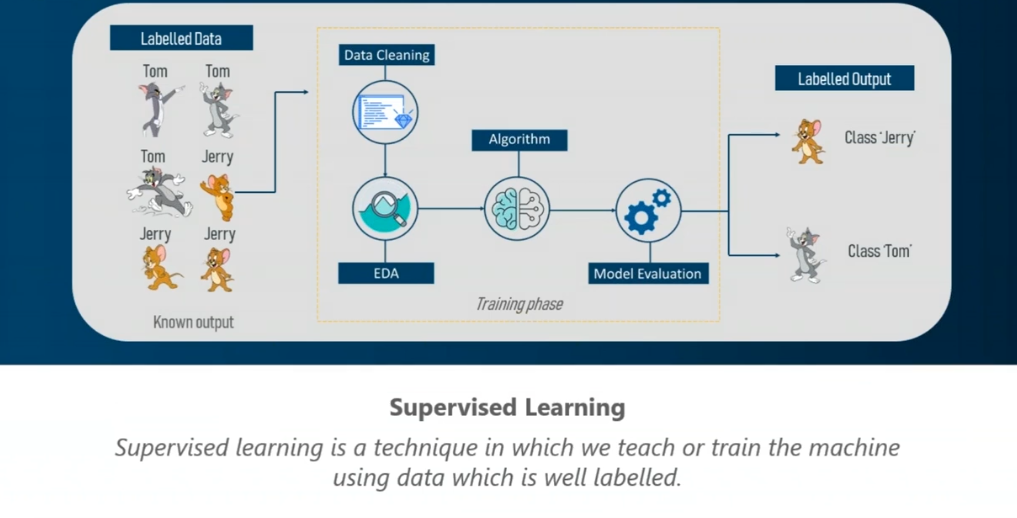 Labelled Data
Tom Tom
Tom Jerry
Jerry Jerry
Known output
Data Cleaning
EDA
Algorithm
Model Evaluation
Training phase
Labelled Output
Class 'Jerry'
Class 'Tom'
Supervised Learning
Supervised learning is a technique in which we teach or train the machine
using data which is well labelled.